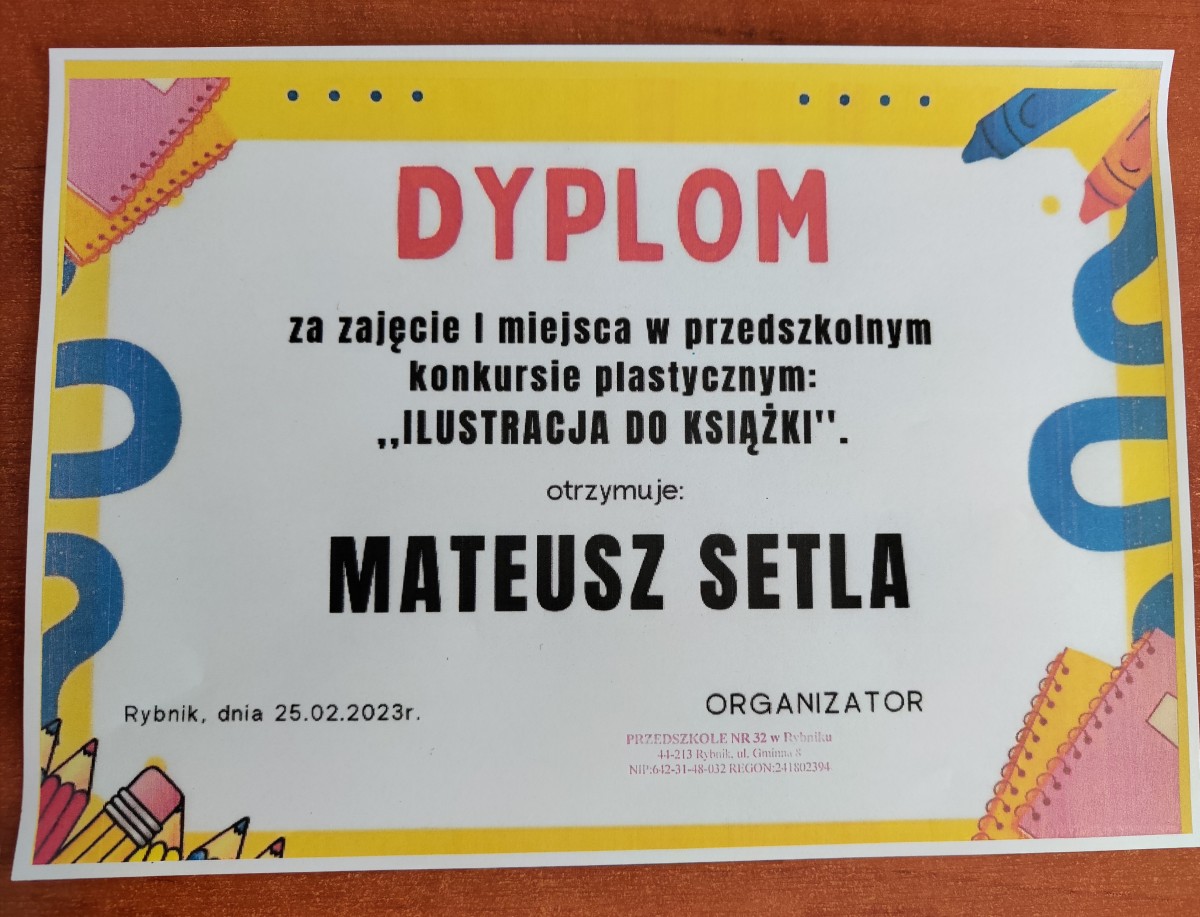 DYPLOM
za zajęcie I miejsca w przedszkolnym
konkursie plastycznym:
,,ILUSTRACJA DO KSIĄŻKI".
otrzymuje:
MATEUSZ SETLA
Rybnik, dnia 25.02.2023r.
ORGANIZATOR
PRZEDSZKOLE NR 32 w Rybniku
44-213 Rybnik, ul. Gminna 8
NIP:642-31-48-032 REGON:241802394